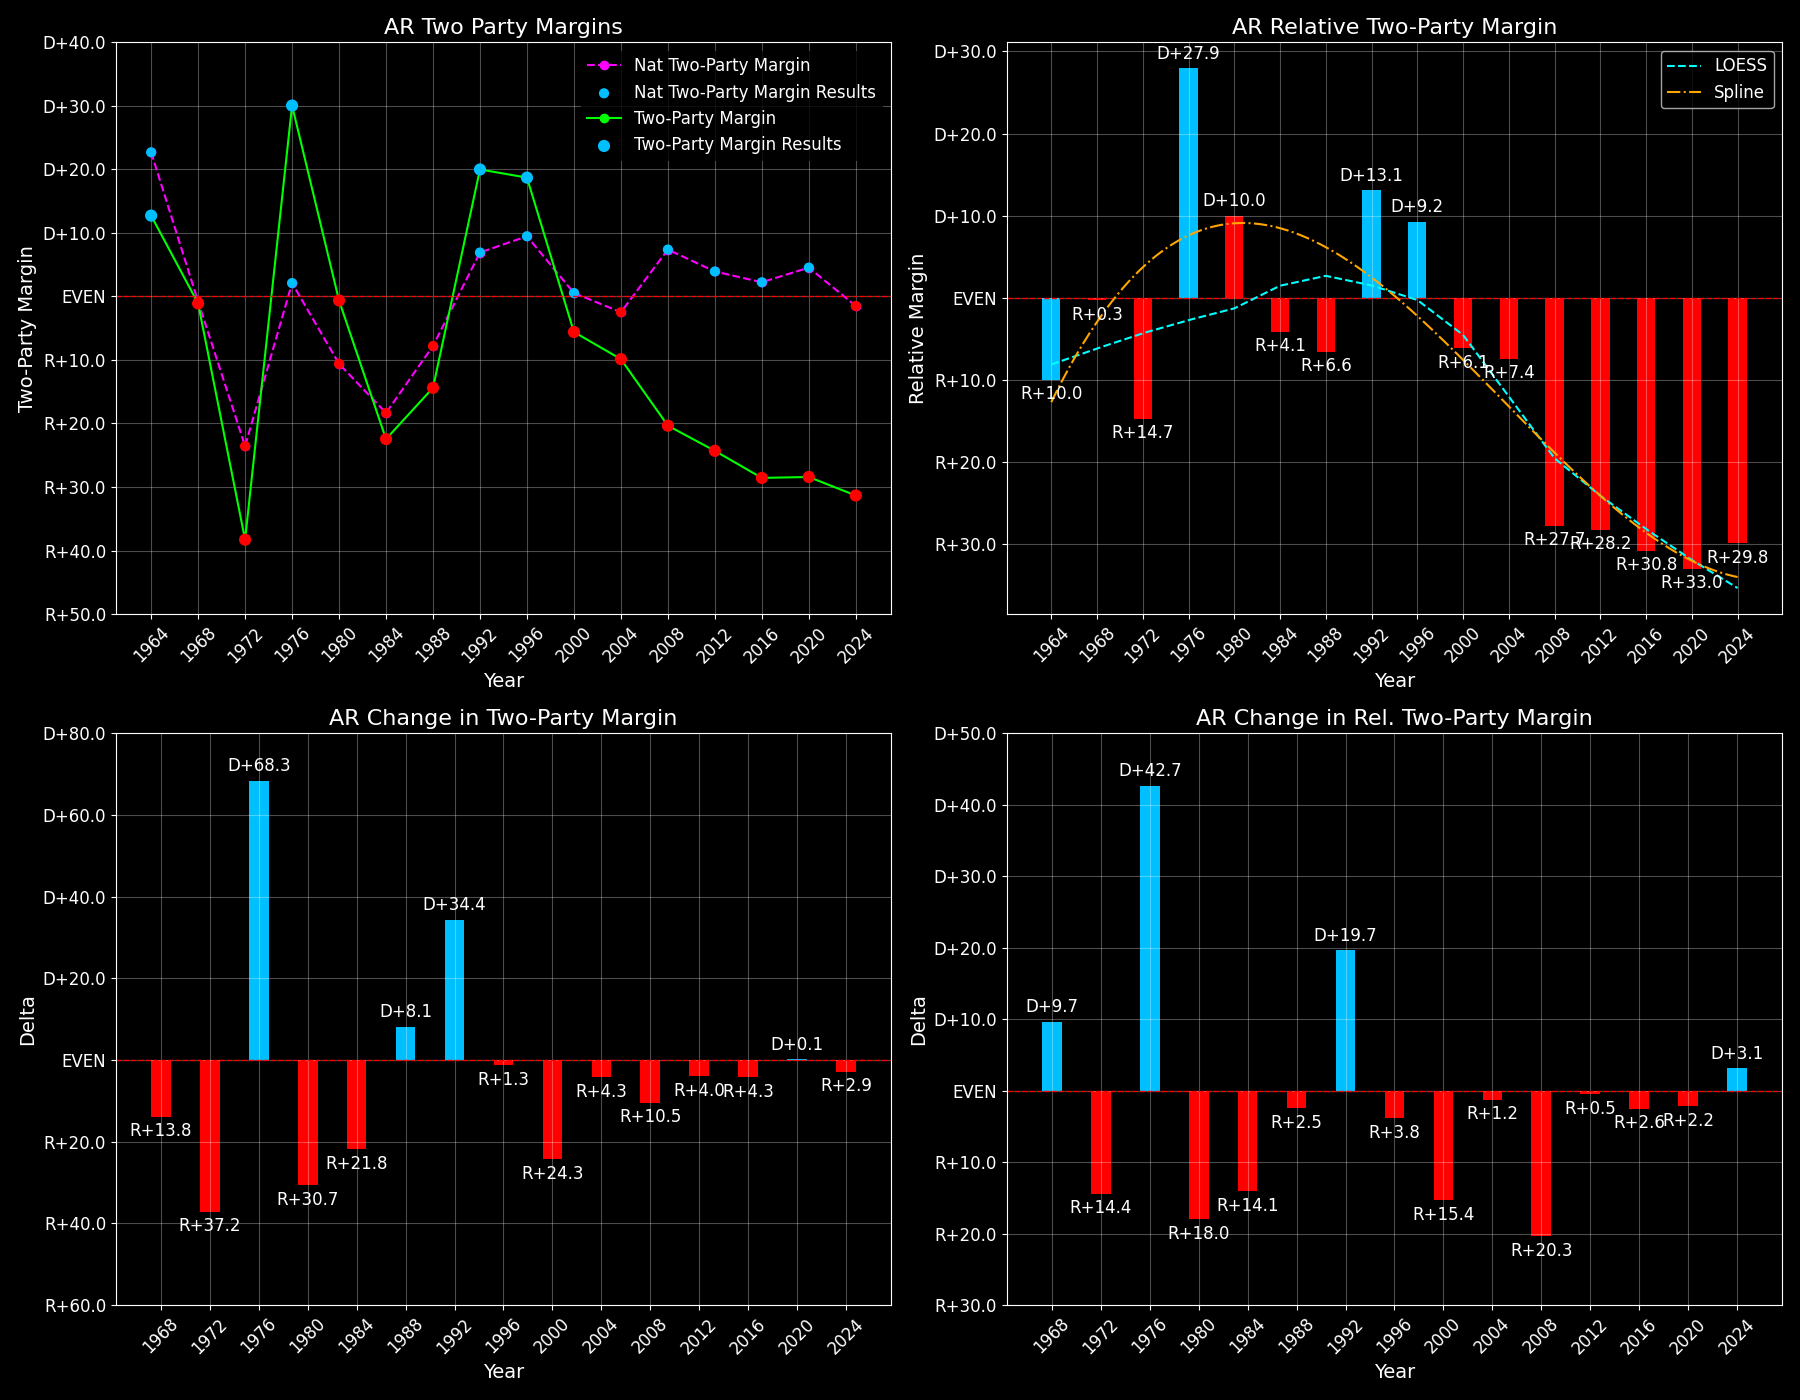 AR Two Party Margins
D+40.0
D+30.0
D+20.0
D+10.0
EVEN
R+10.0
R+20.0
R+30.0
R+40.0
R+50.0
Two-Party Margin
Nat Two-Party Margin
Nat Two-Party Margin Results
Two-Party Margin
Two-Party Margin Results
1964
1968
1972
1976
1980
1984
1988
1992
1996
2000
2004
2008
2012
2016
2020
2024
Year
AR Relative Two-Party Margin
D+30.0
D+20.0
D+10.0
EVEN
R+10.0
R+20.0
R+30.0
Relative Margin
LOESS
Spline
R+10.0
R+0.3
R+14.7
D+27.9
D+10.0
R+4.1
R+6.6
D+13.1
D+9.2
R+6.1
R+7.4
R+27.7
R+28.2
R+30.8
R+33.0
R+29.8
1964
1968
1972
1976
1980
1984
1988
1992
1996
2000
2004
2008
2012
2016
2020
2024
Year
AR Change in Two-Party Margin
D+80.0
D+60.0
D+40.0
D+20.0
EVEN
R+20.0
R+40.0
R+60.0
Delta
R+13.8
R+37.2
D+68.3
R+30.7
R+21.8
D+8.1
D+34.4
R+1.3
R+24.3
R+4.3
R+10.5
R+4.0
R+4.3
D+0.1
R+2.9
1968
1972
1976
1980
1984
1988
1992
1996
2000
2004
2008
2012
2016
2020
2024
Year
AR Change in Rel. Two-Party Margin
D+50.0
D+40.0
D+30.0
D+20.0
D+10.0
EVEN
R+10.0
R+20.0
R+30.0
Delta
D+9.7
R+14.4
D+42.7
R+18.0
R+14.1
R+2.5
D+19.7
R+3.8
R+15.4
R+1.2
R+20.3
R+0.5
R+2.6
R+2.2
D+3.1
1968
1972
1976
1980
1984
1988
1992
1996
2000
2004
2008
2012
2016
2020
2024
Year